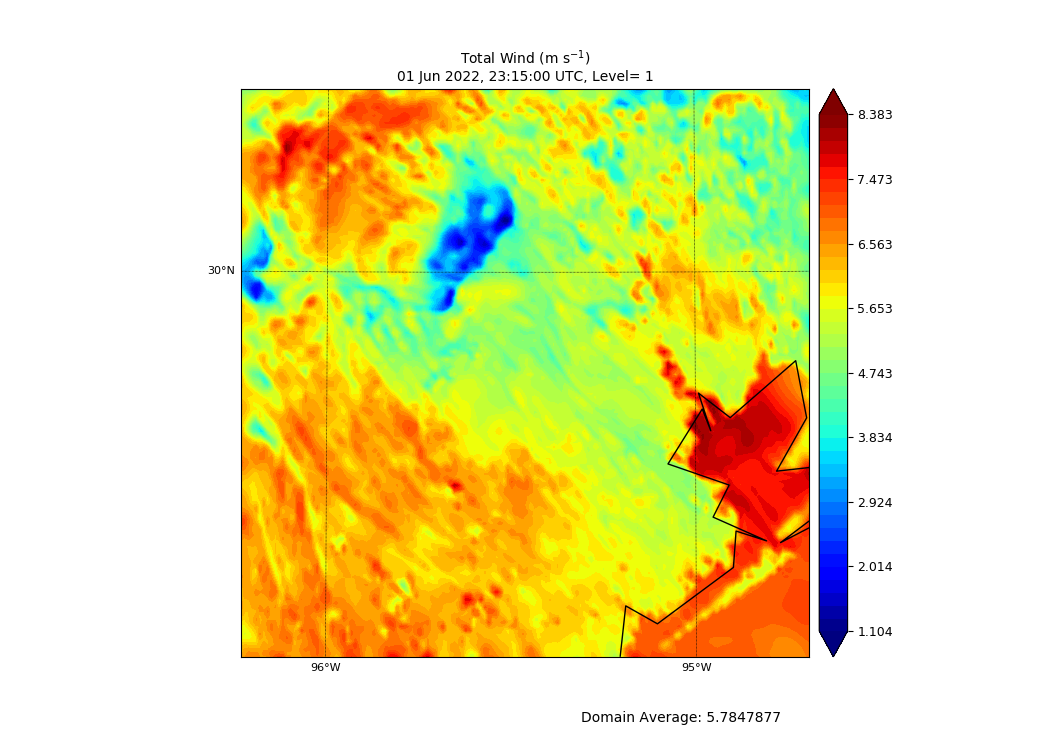 Total Wind (m s⁻¹)
01 Jun 2022, 23:15:00 UTC, Level= 1
30°N
96°W
95°W
8.383
7.473
6.563
5.653
4.743
3.834
2.924
2.014
1.104
Domain Average: 5.7847877